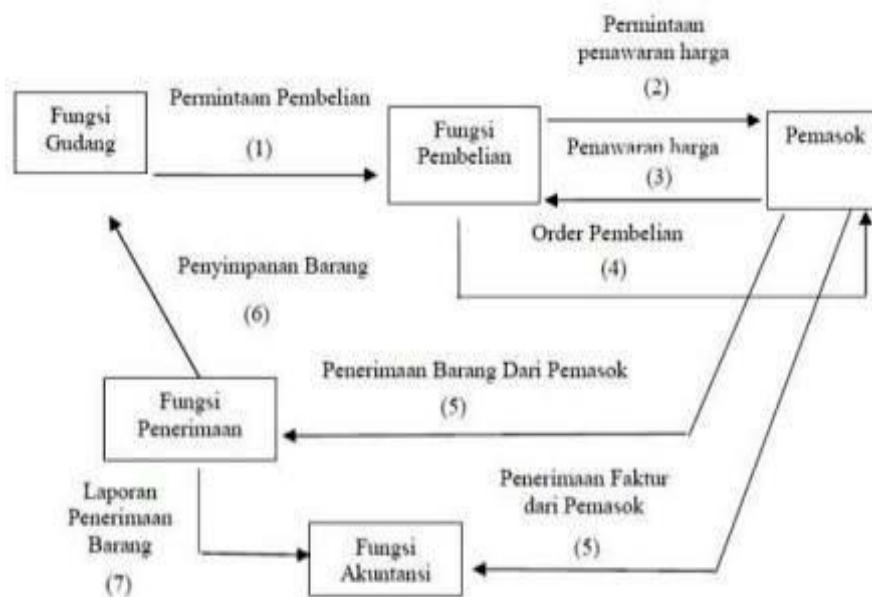 Permintaan
penawaran harga
(2)
Fungsi
Gudang
Permintaan Pembelian
(1)
Fungsi
Pembelian
Pemasok
Penawaran harga
(3)
Order Pembelian
(4)
Penyimpanan Barang
(6)
Penerimaan Barang Dari Pemasok
(5)
Fungsi
Penerimaan
Penerimaan Faktur
dari Pemasok
(5)
Laporan
Penerimaan
Barang
(7)
Fungsi
Akuntansi